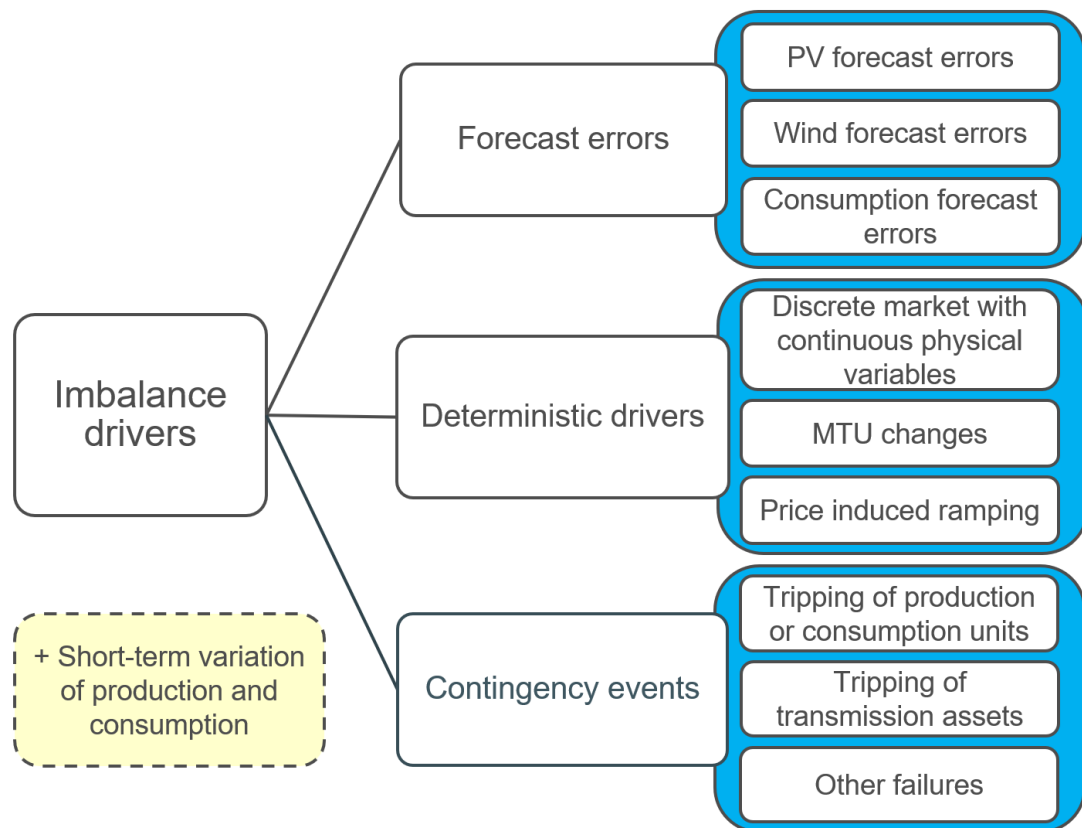 PV forecast errors
Forecast errors
Wind forecast errors
Consumption forecast
errors
Imbalance
drivers
Deterministic drivers
Discrete market with
continuous physical
variables
MTU changes
Price induced ramping
+ Short-term variation
of production and
consumption
Contingency events
Tripping of production
or consumption units
Tripping of
transmission assets
Other failures